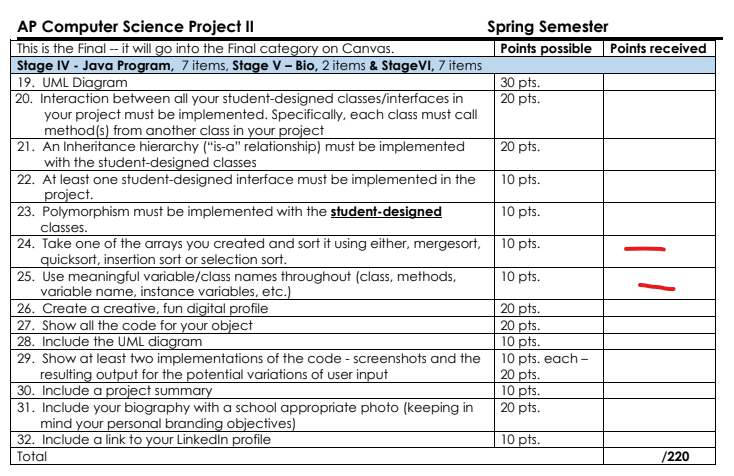 AP Computer Science Project II Spring Semester
This is the Final -- it will go into the Final category on Canvas. Points possible Points received
Stage IV - Java Program, 7 items, Stage V – Bio, 2 items & StageVI, 7 items
19. UML Diagram 30 pts.
20. Interaction between all your student-designed classes/interfaces in 20 pts.
your project must be implemented. Specifically, each class must call
method(s) from another class in your project
21. An Inheritance hierarchy (“is-a” relationship) must be implemented 20 pts.
with the student-designed classes
22. At least one student-designed interface must be implemented in the 10 pts.
project.
23. Polymorphism must be implemented with the student-designed 10 pts.
classes.
24. Take one of the arrays you created and sort it using either, mergesort, 10 pts.
quicksort, insertion sort or selection sort.
25. Use meaningful variable/class names throughout (class, methods, 10 pts.
variable name, instance variables, etc.)
26. Create a creative, fun digital profile 20 pts.
27. Show all the code for your object 20 pts.
28. Include the UML diagram 10 pts.
29. Show at least two implementations of the code - screenshots and the 10 pts. each –
resulting output for the potential variations of user input 20 pts.
30. Include a project summary 10 pts.
31. Include your biography with a school appropriate photo (keeping in 20 pts.
mind your personal branding objectives)
32. Include a link to your LinkedIn profile 10 pts.
Total /220